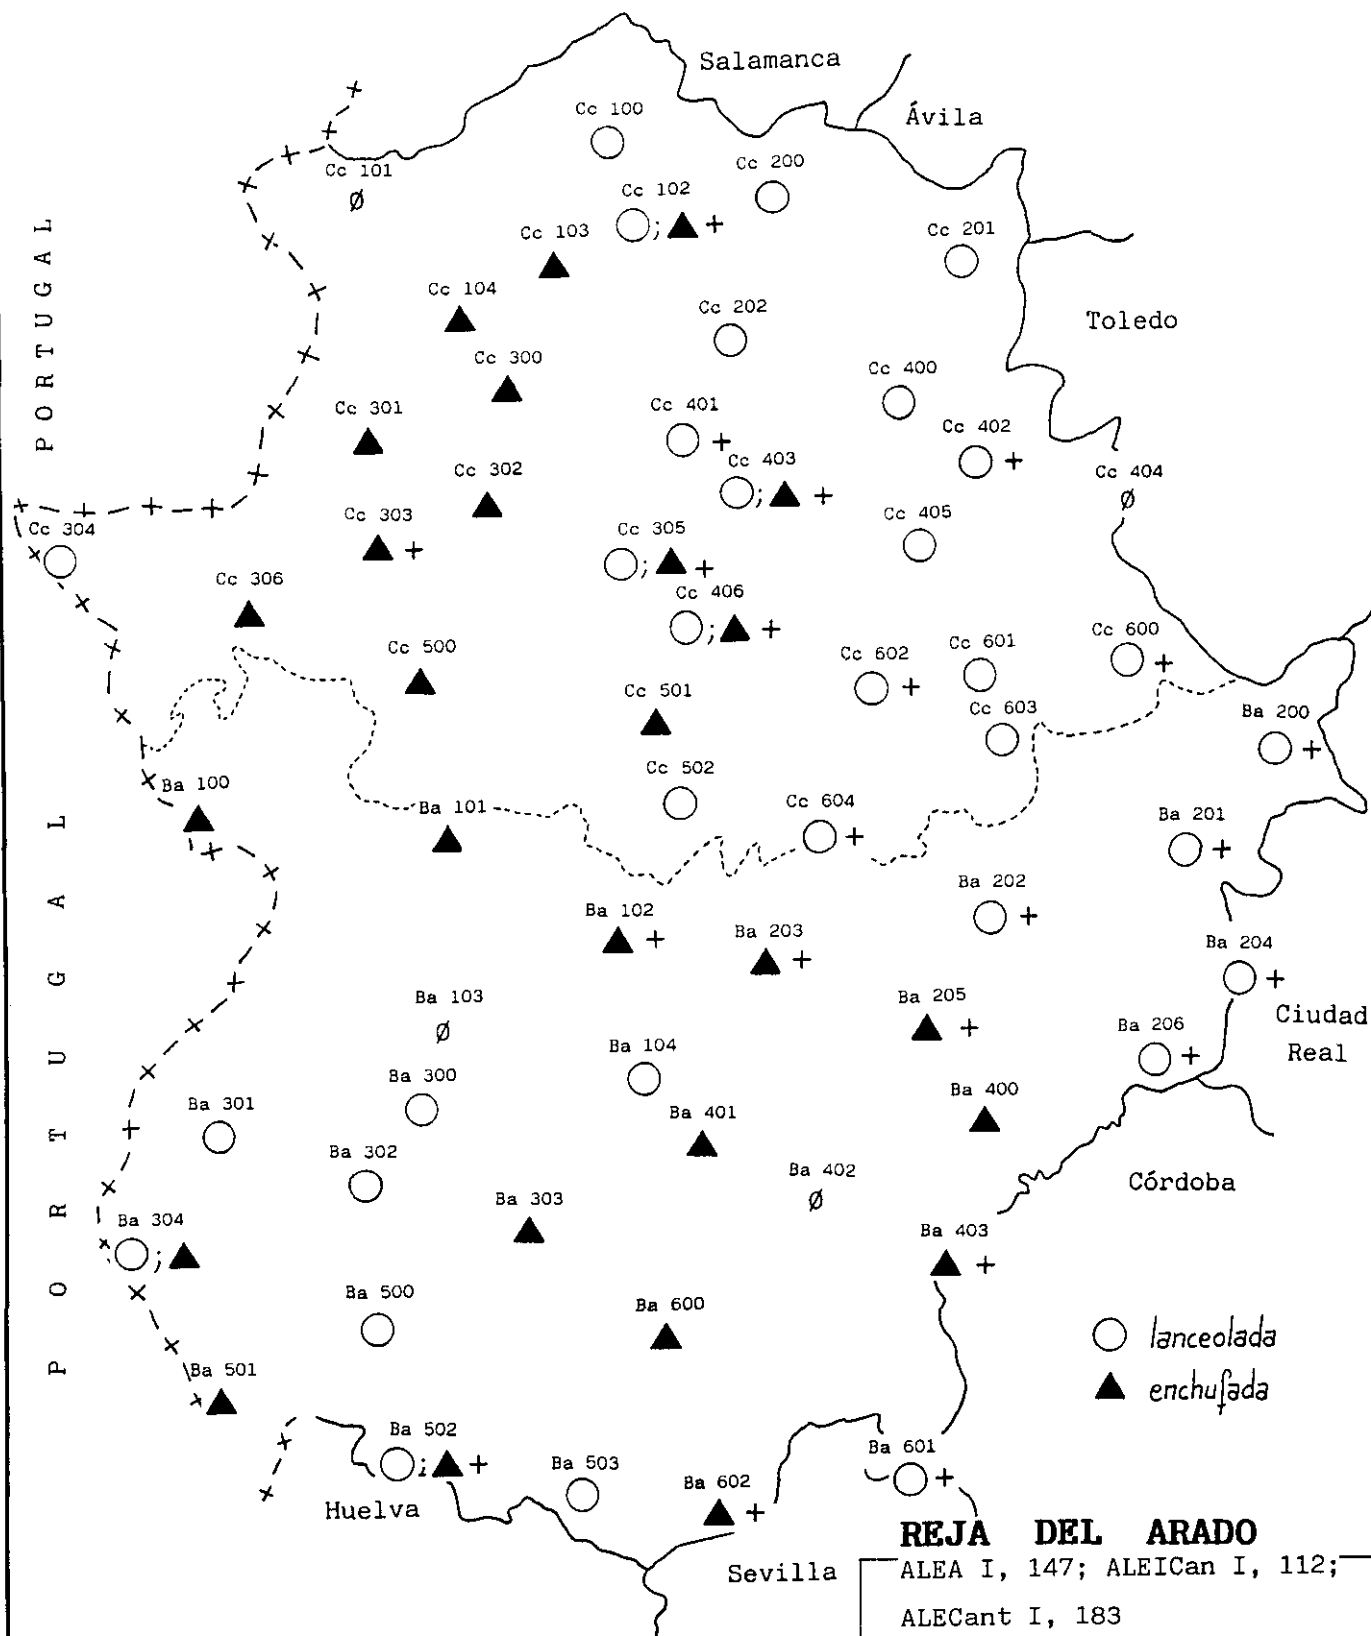 Salamanca
Ávila
Cc 100
Cc 101
ø
Cc 200
Cc 102
; +
Cc 103
Cc 201
Cc 104
Cc 202
Toledo
PORTUGAL
Cc 300
Cc 400
Cc 301
Cc 401
+
Cc 402
+
Cc 302
Cc 403
; +
Cc 404
ø
Cc 303
+
Cc 304
Cc 305
; +
Cc 405
Cc 306
Cc 406
; +
Cc 500
Cc 602
+
Cc 601
Cc 600
+
Cc 501
Cc 603
Ba 200
+
Cc 502
Ba 100
Ba 101
Cc 604
+
Ba 201
+
Ba 202
+
Ba 102
+
Ba 203
+
Ba 204
+
Ba 103
ø
Ba 205
+
Ciudad
Real
Ba 206
+
Ba 104
Ba 300
Ba 301
Ba 401
Ba 400
PORTUGAL
Ba 302
Ba 402
ø
Córdoba
Ba 303
Ba 304
;
Ba 403
+
Ba 500
Ba 600
lanceolada
enchufada
Ba 501
Ba 502
; +
Ba 503
Ba 601
+
Ba 602
+
Huelva
Sevilla
REJA DEL ARADO
ALEA I, 147; ALEICan I, 112;
ALECant I, 183